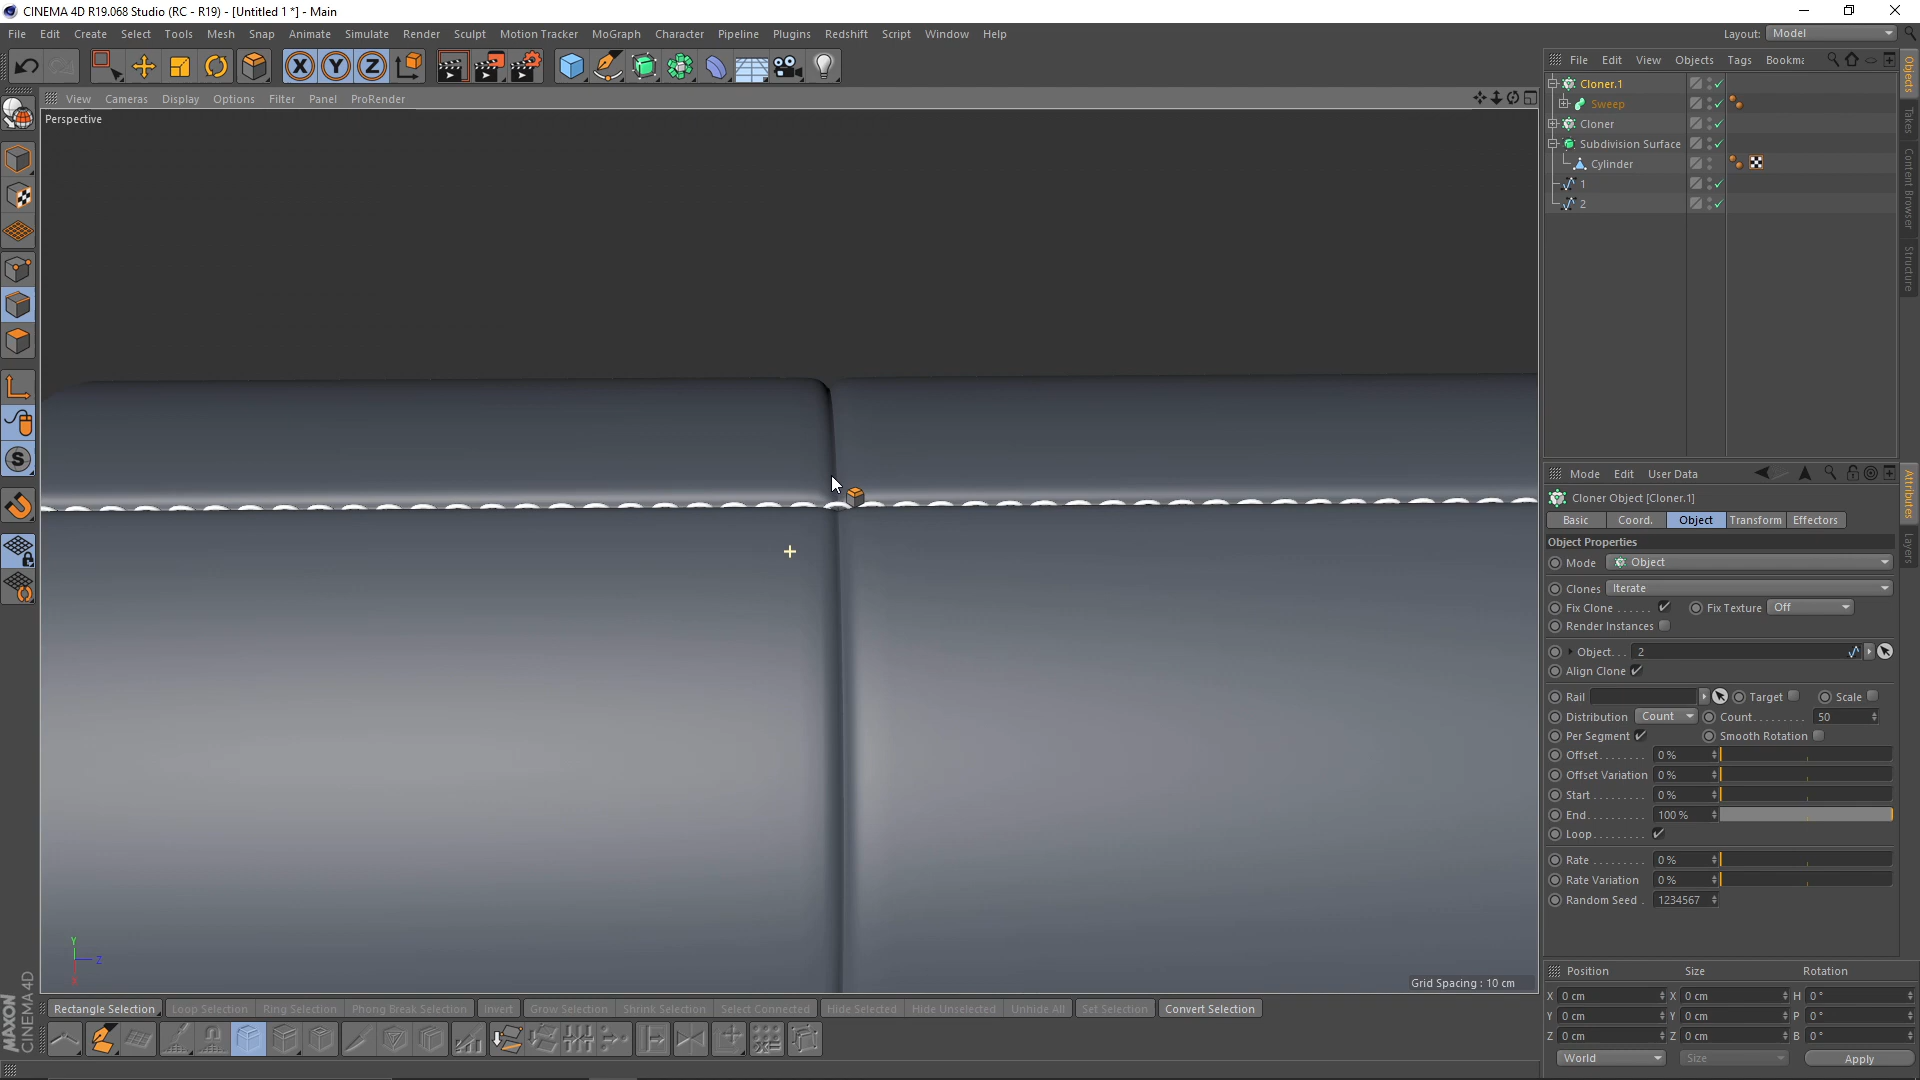 CINEMA 4D R19.068 Studio (RC - R19) - [Untitled 1 *] - Main
File Edit Create Select Tools Mesh Snap Animate Simulate Render Sculpt Motion Tracker MoGraph Character Pipeline Plugins Redshift Script Window Help
Layout: Model
File Edit View Objects Tags Bookma
View Cameras Display Options Filter Panel ProRender
Perspective
Cloner.1
Sweep
Cloner
Subdivision Surface
Cylinder
1
2
Objects
Takes
Content Browser
Structure
Mode Edit User Data
Attributes
Layers
Cloner Object [Cloner.1]
Basic Coord. Object Transform Effectors
Object Properties
Mode Object
Clones Iterate
Fix Clone ...... Fix Texture Off
Render Instances
Object. . . 2
Align Clone
Rail Target Scale
Distribution Count Count......... 50
Per Segment Smooth Rotation
Offset........ 0 %
Offset Variation 0 %
Start ......... 0 %
End.......... 100 %
Loop.........
Rate ......... 0 %
Rate Variation 0 %
Random Seed . 1234567
Y
Z
X
Grid Spacing : 10 cm
Position Size Rotation
X 0 cm X 0 cm H 0 °
Y 0 cm Y 0 cm P 0 °
Z 0 cm Z 0 cm B 0 °
World Size Apply
Rectangle Selection Loop Selection Ring Selection Phong Break Selection Invert Grow Selection Shrink Selection Select Connected Hide Selected Hide Unselected Unhide All Set Selection Convert Selection
MAXON
CINEMA 4D